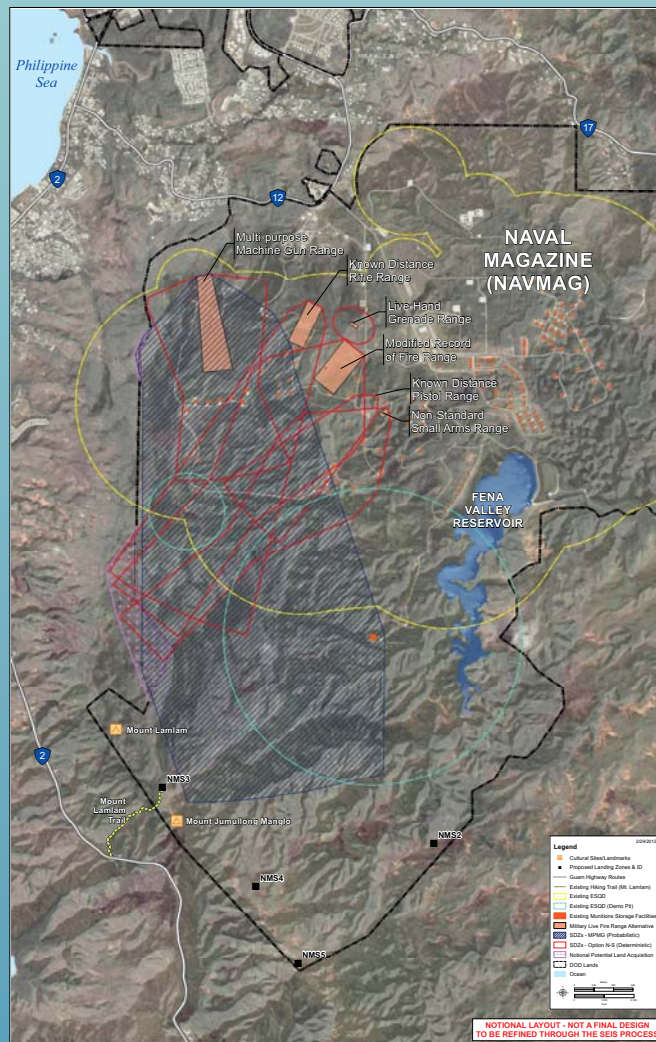 Philippine
Sea
17
2
12
NAVAL
MAGAZINE
(NAVMAG)
Multi-purpose
Machine Gun Range
Known Distance
Rifle Range
Live Hand
Grenade Range
Modified Record
of Fire Range
Known Distance
Pistol Range
Non-Standard
Small Arms Range
FENA
VALLEY
RESERVOIR
Mount Lamlam
2
NMS3
Mount
Lamlam
Trail
Mount Jumullong Manglo
NMS2
NMS4
NMS5
Legend
Cultural Sites/Landmarks
Proposed Landing Zones & ID
Guam Highway Routes
Existing Hiking Trail (Mt. Lamlam)
Existing ESQD
Existing ESQD (Demo Pit)
Existing Munitions Storage Facilities
Military Live Fire Range Alternative
SDZs - MPMG (Probabilistic)
SDZs - Option N-S (Deterministic)
Notional Potential Land Acquisition
DOD Lands
Ocean
NOTIONAL LAYOUT - NOT A FINAL DESIGN
TO BE REFINED THROUGH THE SEIS PROCESS